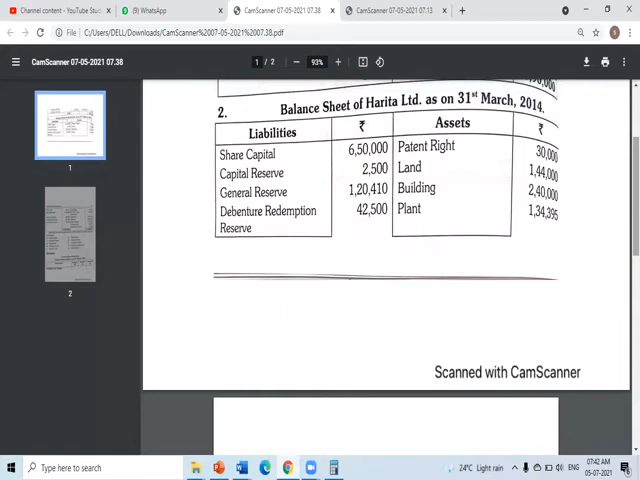 Channel content - YouTube Stud
(9) WhatsApp
CamScanner 07-05-2021 07.38
CamScanner 07-05-2021 07.13
File | C:/Users/DELL/Downloads/CamScanner%2007-05-2021%2007.38.pdf
CamScanner 07-05-2021 07.38
1 / 2 - 93% +
2. Balance Sheet of Harita Ltd. as on 31st March, 2014.
Liabilities ₹ Assets ₹
Share Capital 6,50,000 Patent Right 30,000
Capital Reserve 2,500 Land 1,44,000
General Reserve 1,20,410 Building 2,40,000
Debenture Redemption 42,500 Plant 1,34,395
Reserve
Scanned with CamScanner
1
2
Type here to search
24°C Light rain
ENG
07:42 AM
05-07-2021